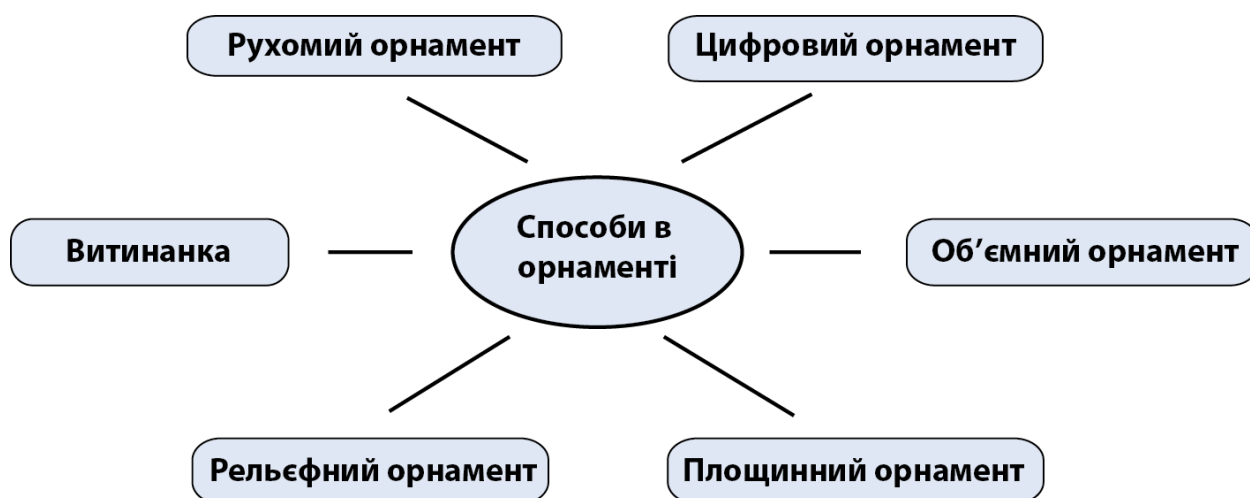 Рухомий орнамент
Цифровий орнамент
Витинанка
Способи в
орнаменті
Об’ємний орнамент
Рельєфний орнамент
Площинний орнамент